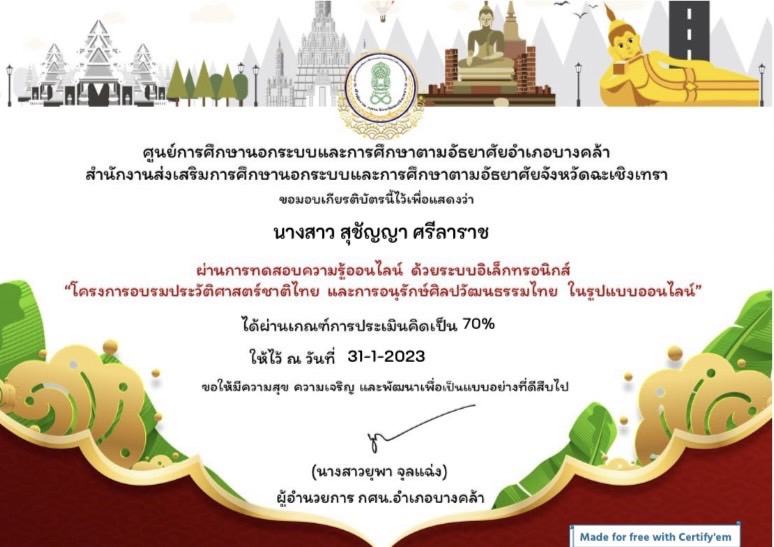 ศูนย์การศึกษานอกระบบและการศึกษาตามอัธยาศัยอำเภอบางคล้า
สำนักงานส่งเสริมการศึกษานอกระบบและการศึกษาตามอัธยาศัยจังหวัดฉะเชิงเทรา
ขอมอบเกียรติบัตรนี้ไว้เพื่อแสดงว่า
นางสาว สุชัญญา ศรีลาราช
ผ่านการทดสอบความรู้ออนไลน์ ด้วยระบบอิเล็กทรอนิกส์
“โครงการอบรมประวัติศาสตร์ชาติไทย และการอนุรักษ์ศิลปวัฒนธรรมไทย ในรูปแบบออนไลน์”
ได้ผ่านเกณฑ์การประเมินคิดเป็น 70%
ให้ไว้ ณ วันที่ 31-1-2023
ขอให้มีความสุข ความเจริญ และพัฒนาเพื่อเป็นแบบอย่างที่ดีสืบไป
(นางสาวยุพา จุลแฉ่ง)
ผู้อำนวยการ กศน.อำเภอบางคล้า
Made for free with Certify'em